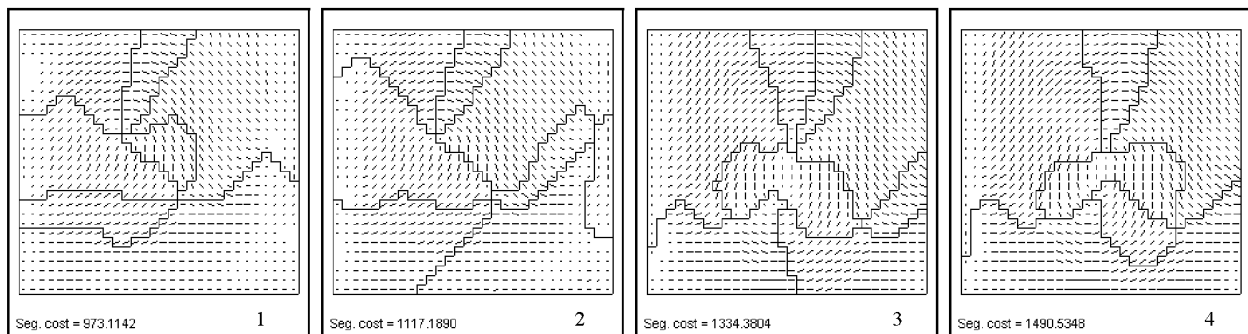 Seg. cost = 973.1142 1
Seg. cost = 1117.1890 2
Seg. cost = 1334.3804 3
Seg. cost = 1490.5348 4